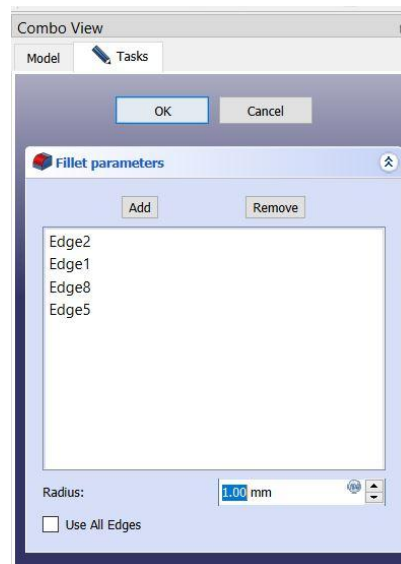 Combo View
Model Tasks
OK Cancel
Fillet parameters
Add Remove
Edge2
Edge1
Edge8
Edge5
Radius: 1.00 mm
Use All Edges